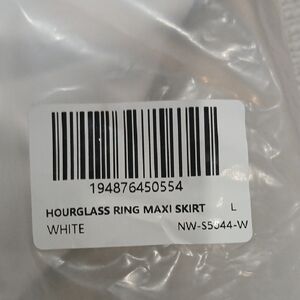 194876450554
HOURGLASS RING MAXI SKIRT L
WHITE NW-S5044-W